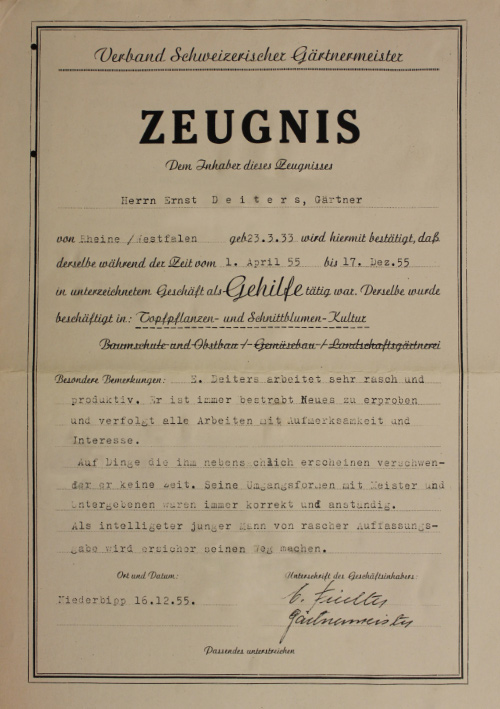 Verband Schweizerischer Gärtnermeister
ZEUGNIS
Dem Inhaber dieses Zeugnisses
Herrn Ernst D e i t e r s, Gärtner
von Rheine /Westfalen geb 23.3.33 wird hiermit bestätigt, daß
derselbe während der Zeit vom 1. April 55 bis 17. Dez.55
in unterzeichnetem Geschäft als Gehilfe tätig war. Derselbe wurde
beschäftigt in: Topfpflanzen- und Schnittblumen-Kultur
Baumschule und Obstbau / Gemüsebau / Landschaftsgärtnerei
Besondere Bemerkungen: E. Deiters arbeitet sehr rasch und
produktiv. Er ist immer bestrebt Neues zu erproben
und verfolgt alle Arbeiten mit Aufmerksamkeit und
Interesse.
Auf Dinge die ihm nebensächlich erscheinen verschwen-
det er keine Zeit. Seine Umgangsformen mit Meister und
Untergebenen waren immer korrekt und anständig.
Als intelligeter junger Mann von rascher Auffassungs-
gabe wird er sicher seinen Weg machen.
Ort und Datum:
Unterschrift des Geschäftsinhabers:
Niederbipp 16.12.55.
Gärtnermeister
Passendes unterstreichen